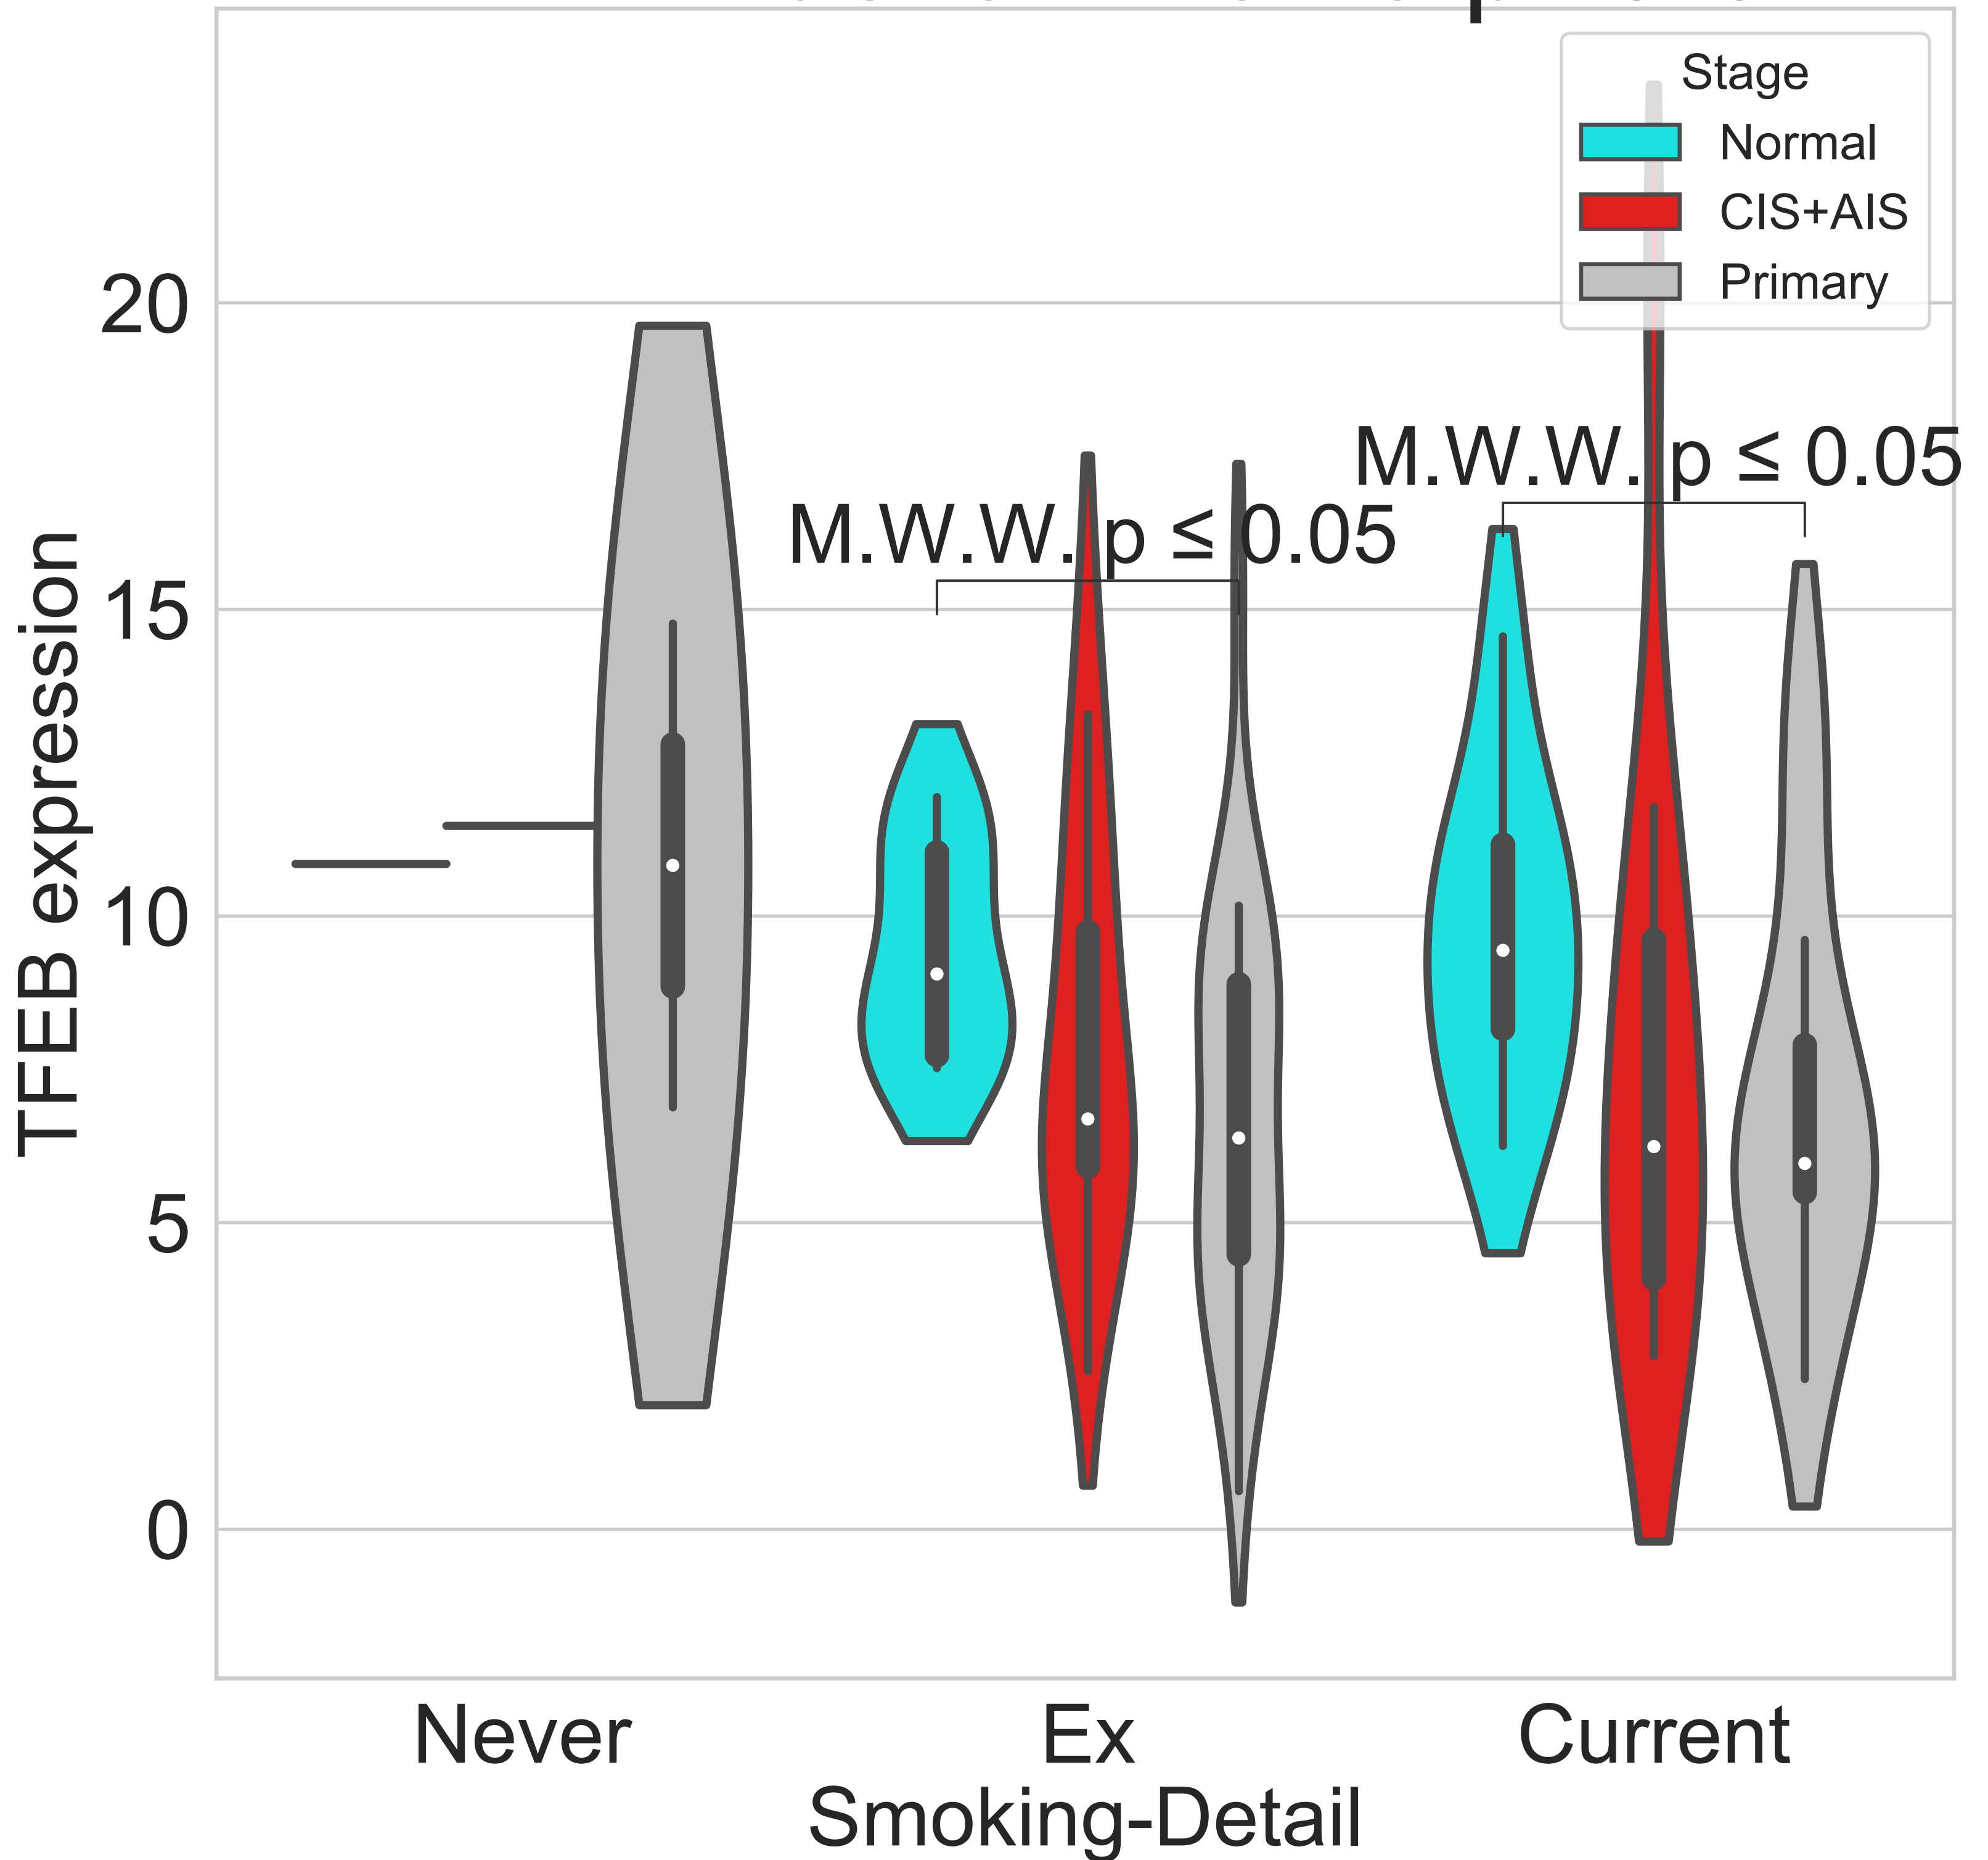 Stage
Normal
CIS+AIS
Primary
20
15
10
5
0
TFEB expression
M.W.W. p ≤ 0.05
M.W.W. p ≤ 0.05
Never
Ex
Current
Smoking-Detail